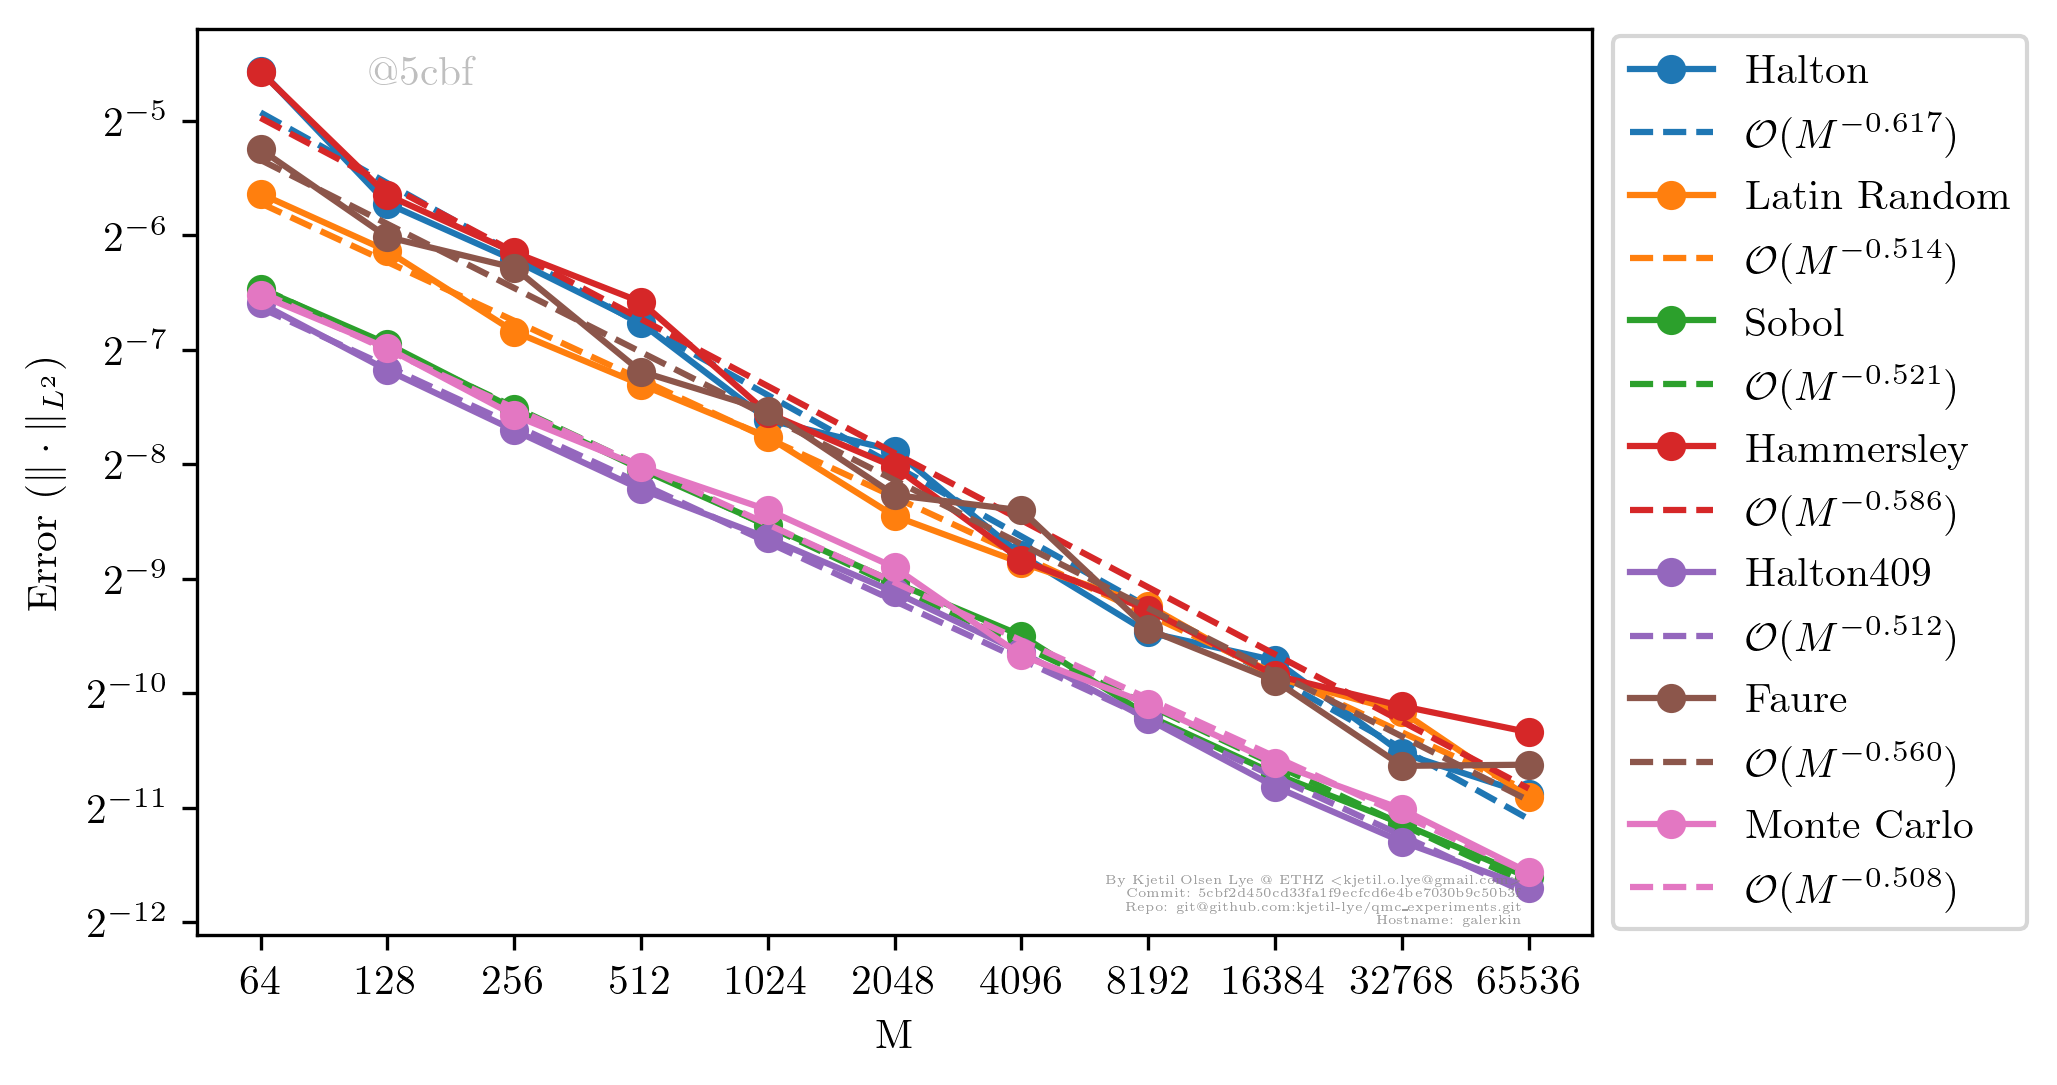 @5cbf
2^{-5}
2^{-6}
2^{-7}
2^{-8}
2^{-9}
2^{-10}
2^{-11}
2^{-12}
Error (|| · ||_{L^2})
64 128 256 512 1024 2048 4096 8192 16384 32768 65536
M
By Kjetil Olsen Lye @ ETHZ <kjetil.o.lye@gmail.co
Commit: 5cbf2d450cd33fa1f9ecfcd6e4be7030b9c50b3
Repo: git@github.com:kjetil-lye/qmc_experiments.git
Hostname: galerkin
Halton
𝒪(M^{-0.617})
Latin Random
𝒪(M^{-0.514})
Sobol
𝒪(M^{-0.521})
Hammersley
𝒪(M^{-0.586})
Halton409
𝒪(M^{-0.512})
Faure
𝒪(M^{-0.560})
Monte Carlo
𝒪(M^{-0.508})